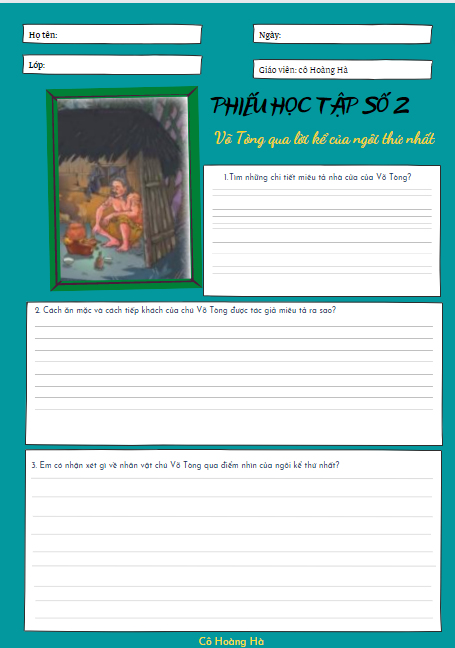 Họ tên:
Ngày:
Lớp:
Giáo viên: cô Hoàng Hà
PHIẾU HỌC TẬP SỐ 2
Võ Tòng qua lời kể của ngôi thứ nhất
1.Tìm những chi tiết miêu tả nhà cửa của Võ Tòng?
2. Cách ăn mặc và cách tiếp khách của chú Võ Tòng được tác giả miêu tả ra sao?
3. Em có nhận xét gì về nhân vật chú Võ Tòng qua điểm nhìn của ngôi kể thứ nhất?
Cô Hoàng Hà